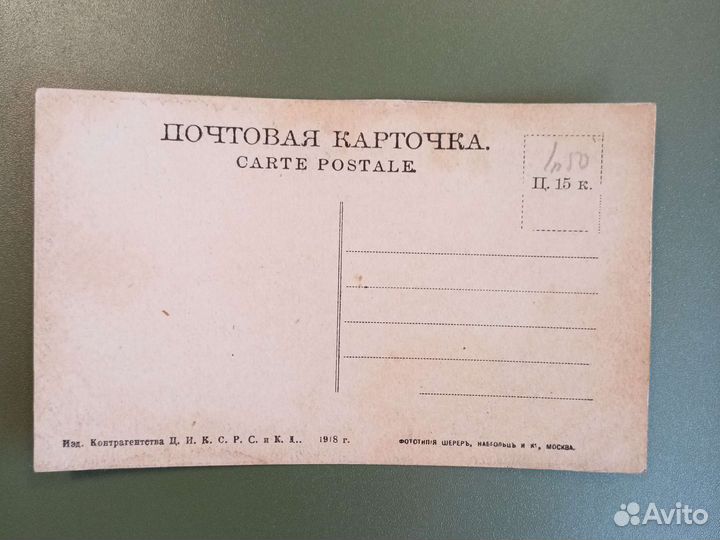 ПОЧТОВАЯ КАРТОЧКА.
CARTE POSTALE.
1р50
Ц. 15 к.
Изд. Контрагентства Ц. И. К. С. Р. С. и К. Д.. 1918 г.
ФОТОТИПІЯ ШЕРЕРЪ, НАБГОЛЬЦЪ И Кº, МОСКВА.
Avito